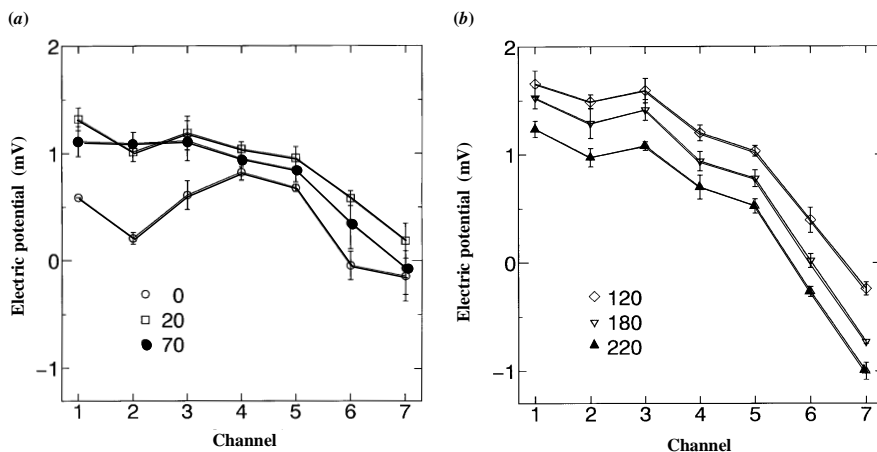 (a)
Electric potential (mV)
2
1
0
−1
○ 0
□ 20
● 70
1 2 3 4 5 6 7
Channel
(b)
Electric potential (mV)
2
1
0
−1
◇ 120
▽ 180
▲ 220
1 2 3 4 5 6 7
Channel